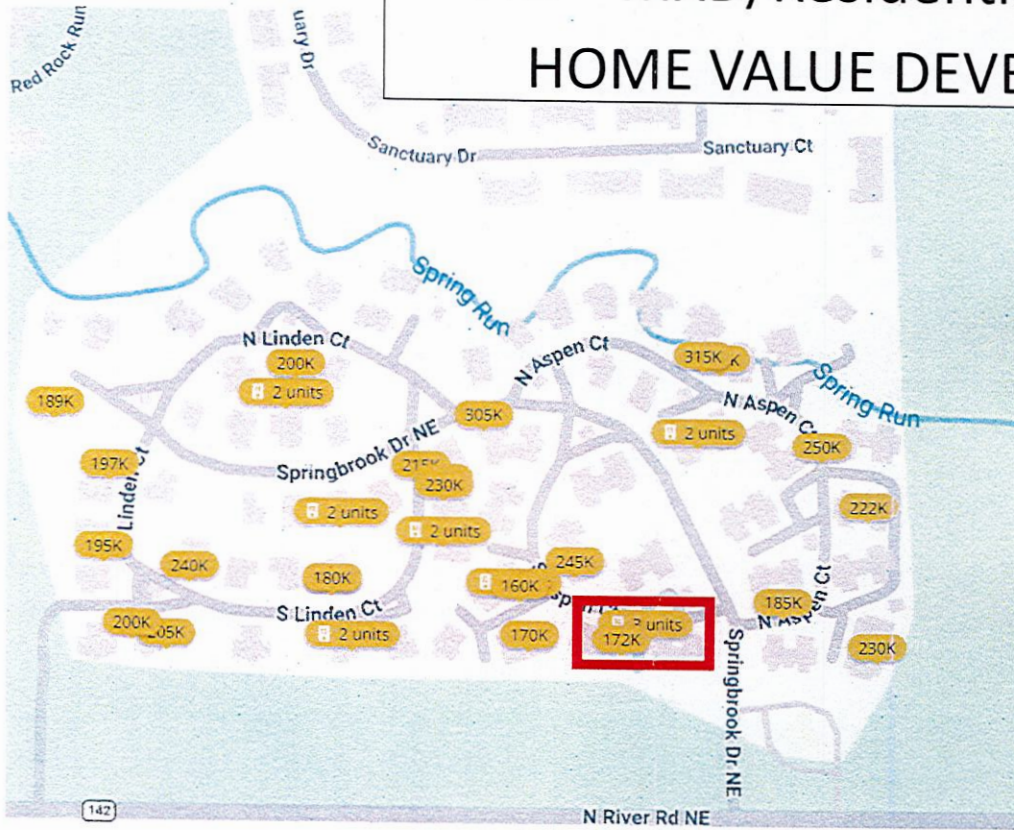 HOME VALUE DEVE
Red Rock Run
uary Dr
Sanctuary Dr
Sanctuary Ct
Spring Run
N Linden Ct
200K
2 units
189K
N Aspen Ct
315K
K
Spring Run
N Aspen Ct
305K
2 units
250K
Springbrook Dr NE
197K
Linden Ct
230K
2 units
222K
2 units
195K
240K
180K
245K
160K
S Linden Ct
185K
N Aspen Ct
200K
2 units
170K
172K
units
230K
Springbrook Dr NE
142
N River Rd NE